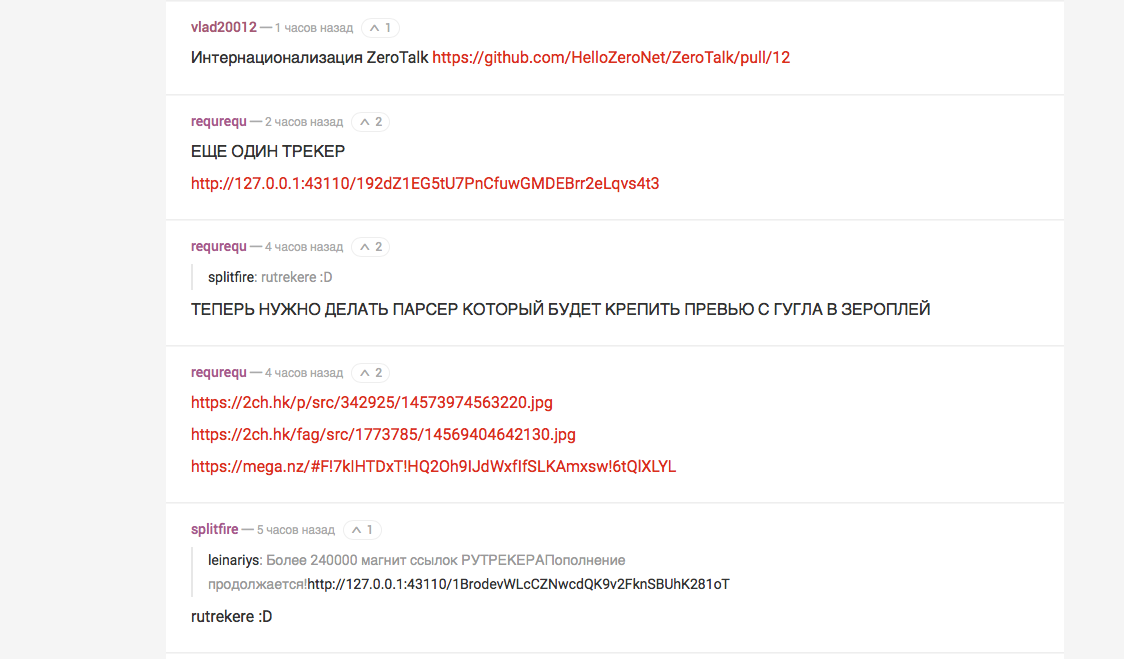 vlad20012 — 1 часов назад 1
Интернационализация ZeroTalk https://github.com/HelloZeroNet/ZeroTalk/pull/12
requrequ — 2 часов назад 2
ЕЩЕ ОДИН ТРЕКЕР
http://127.0.0.1:43110/192dZ1EG5tU7PnCfuwGMDEBrr2eLqvs4t3
requrequ — 4 часов назад 2
splitfire: rutrekere :D
ТЕПЕРЬ НУЖНО ДЕЛАТЬ ПАРСЕР КОТОРЫЙ БУДЕТ КРЕПИТЬ ПРЕВЬЮ С ГУГЛА В ЗЕРОПЛЕЙ
requrequ — 4 часов назад 2
https://2ch.hk/p/src/342925/14573974563220.jpg
https://2ch.hk/fag/src/1773785/14569404642130.jpg
https://mega.nz/#F!7klHTDxT!HQ2Oh9IJdWxfIfSLKAmxsw!6tQlXLYL
splitfire — 5 часов назад 1
leinariys: Более 240000 магнит ссылок РУТРЕКЕРАПополнение
продолжается!http://127.0.0.1:43110/1BrodevWLcCZNwcdQK9v2FknSBUhK281oT
rutrekere :D